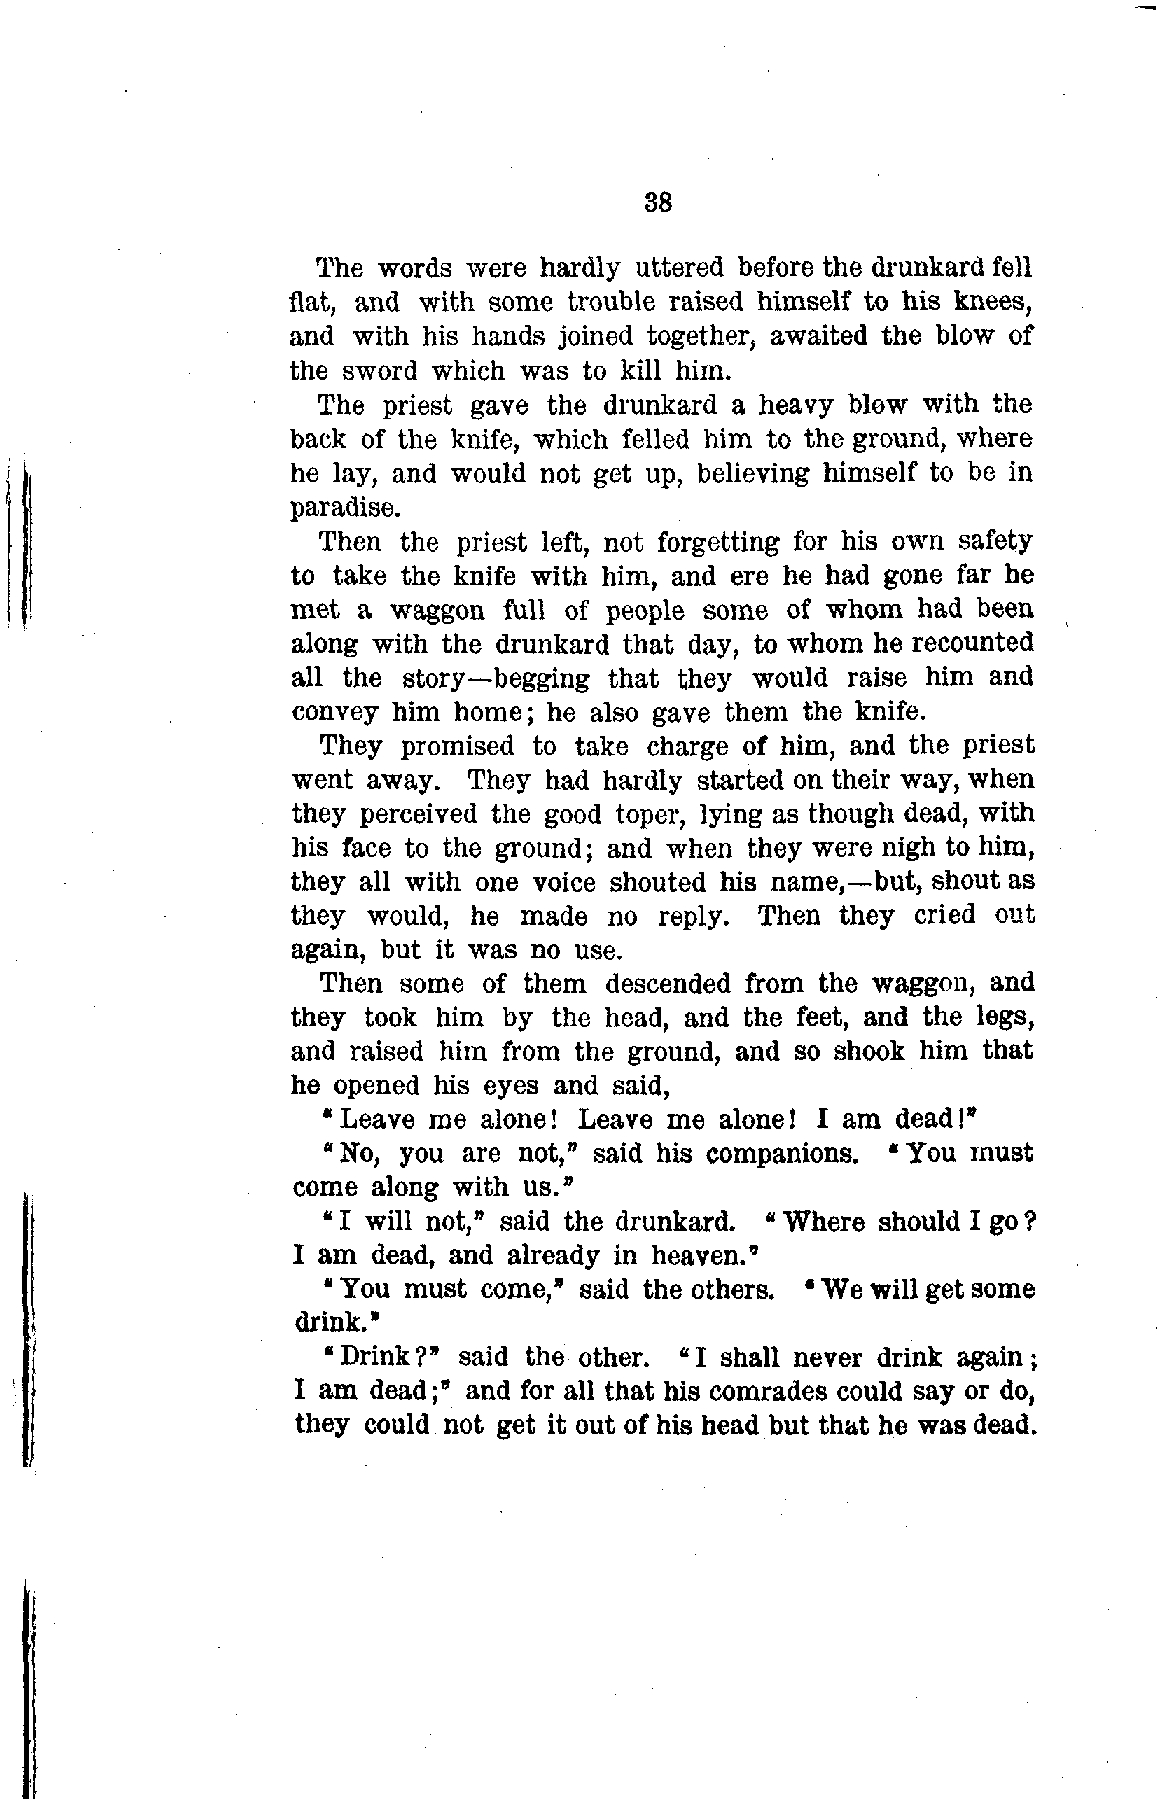 38
The words were hardly uttered before the drunkard fell
flat, and with some trouble raised himself to his knees,
and with his hands joined together, awaited the blow of
the sword which was to kill him.
The priest gave the drunkard a heavy blow with the
back of the knife, which felled him to the ground, where
he lay, and would not get up, believing himself to be in
paradise.
Then the priest left, not forgetting for his own safety
to take the knife with him, and ere he had gone far he
met a waggon full of people some of whom had been
along with the drunkard that day, to whom he recounted
all the story—begging that they would raise him and
convey him home; he also gave them the knife.
They promised to take charge of him, and the priest
went away. They had hardly started on their way, when
they perceived the good toper, lying as though dead, with
his face to the ground; and when they were nigh to him,
they all with one voice shouted his name,—but, shout as
they would, he made no reply. Then they cried out
again, but it was no use.
Then some of them descended from the waggon, and
they took him by the head, and the feet, and the legs,
and raised him from the ground, and so shook him that
he opened his eyes and said,
"Leave me alone! Leave me alone! I am dead!"
"No, you are not," said his companions. "You must
come along with us."
"I will not," said the drunkard. "Where should I go?
I am dead, and already in heaven."
"You must come," said the others. "We will get some
drink."
"Drink?" said the other. "I shall never drink again;
I am dead;" and for all that his comrades could say or do,
they could not get it out of his head but that he was dead.